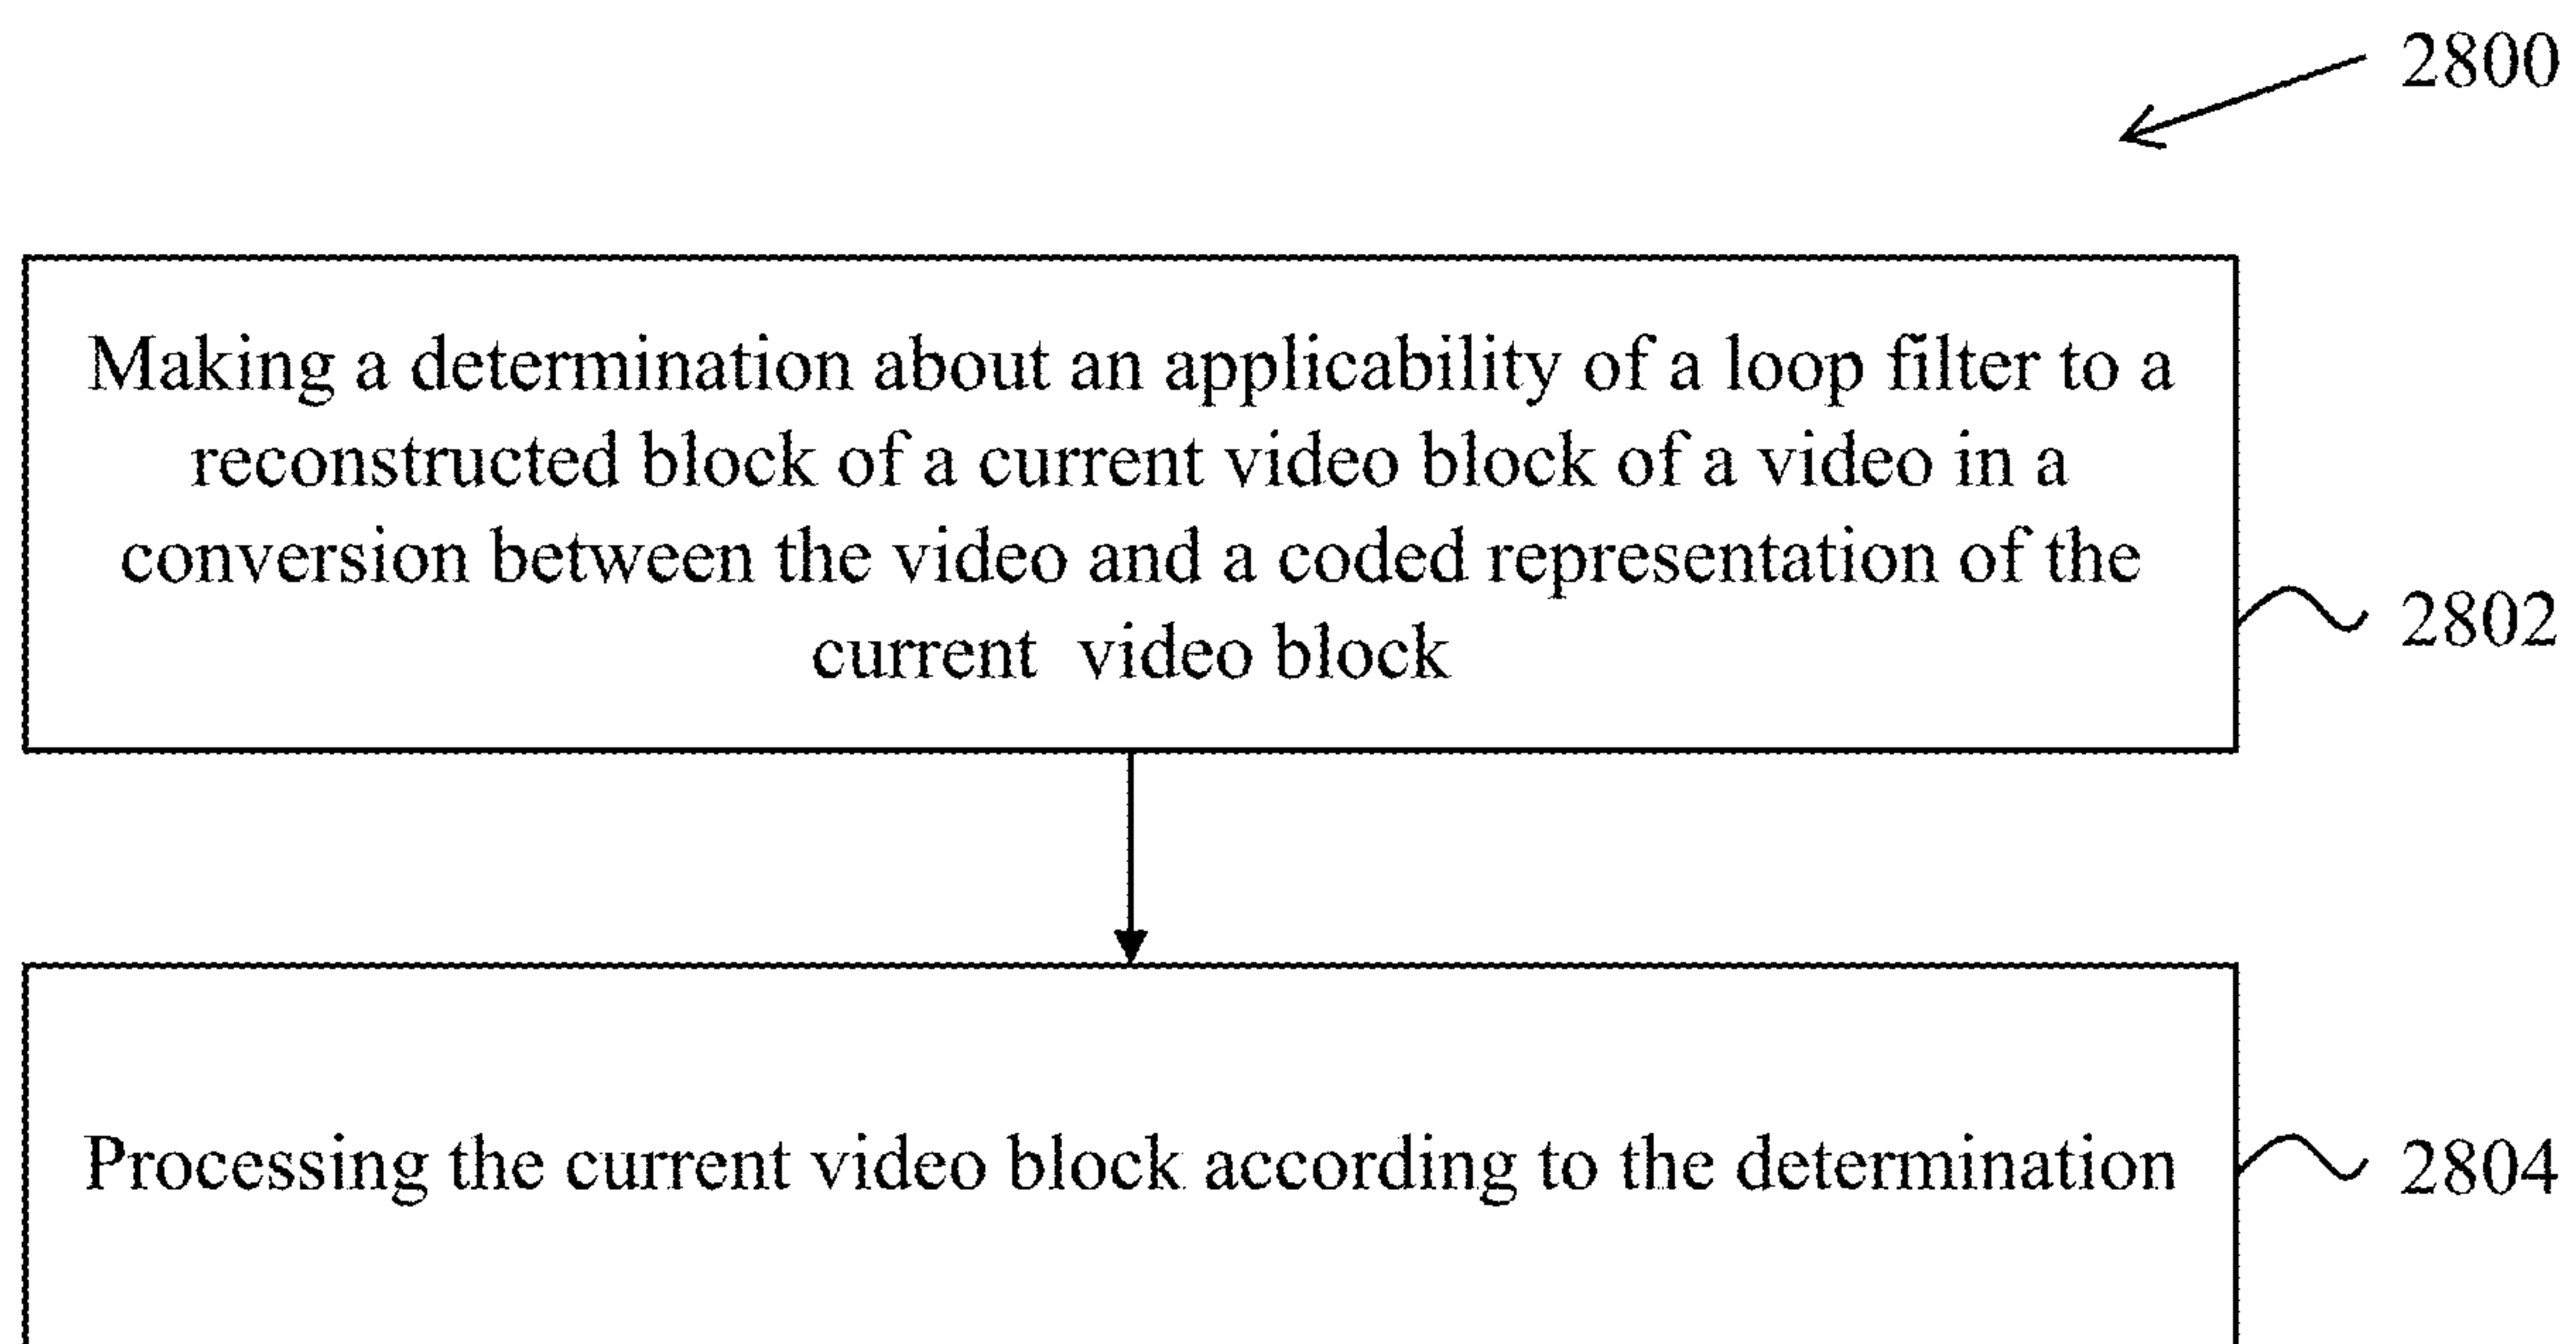 2800
Making a determination about an applicability of a loop filter to a
reconstructed block of a current video block of a video in a
conversion between the video and a coded representation of the
current video block
2802
Processing the current video block according to the determination
2804